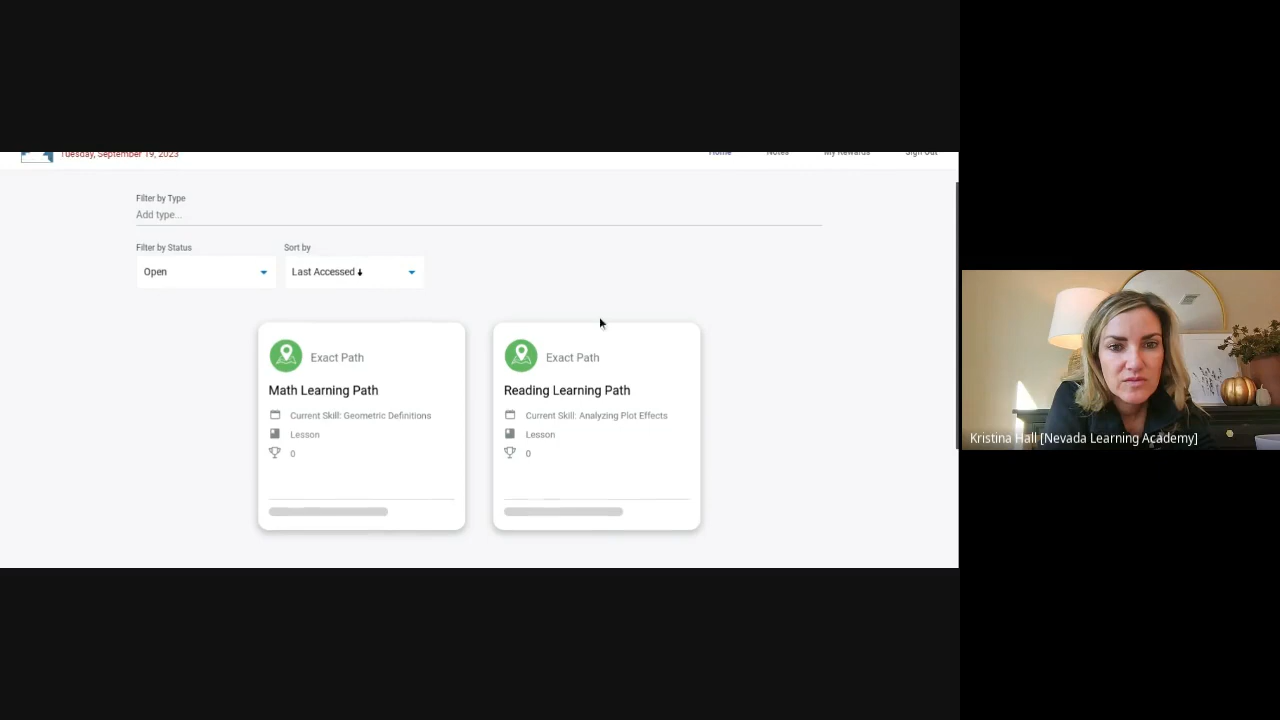 Tuesday, September 19, 2023
Home
Notes
My Rewards
Sign Out
Filter by Type
Add type...
Filter by Status
Sort by
Open
Last Accessed ↓
Exact Path
Math Learning Path
Current Skill: Geometric Definitions
Lesson
0
Exact Path
Reading Learning Path
Current Skill: Analyzing Plot Effects
Lesson
0
Kristina Hall [Nevada Learning Academy]